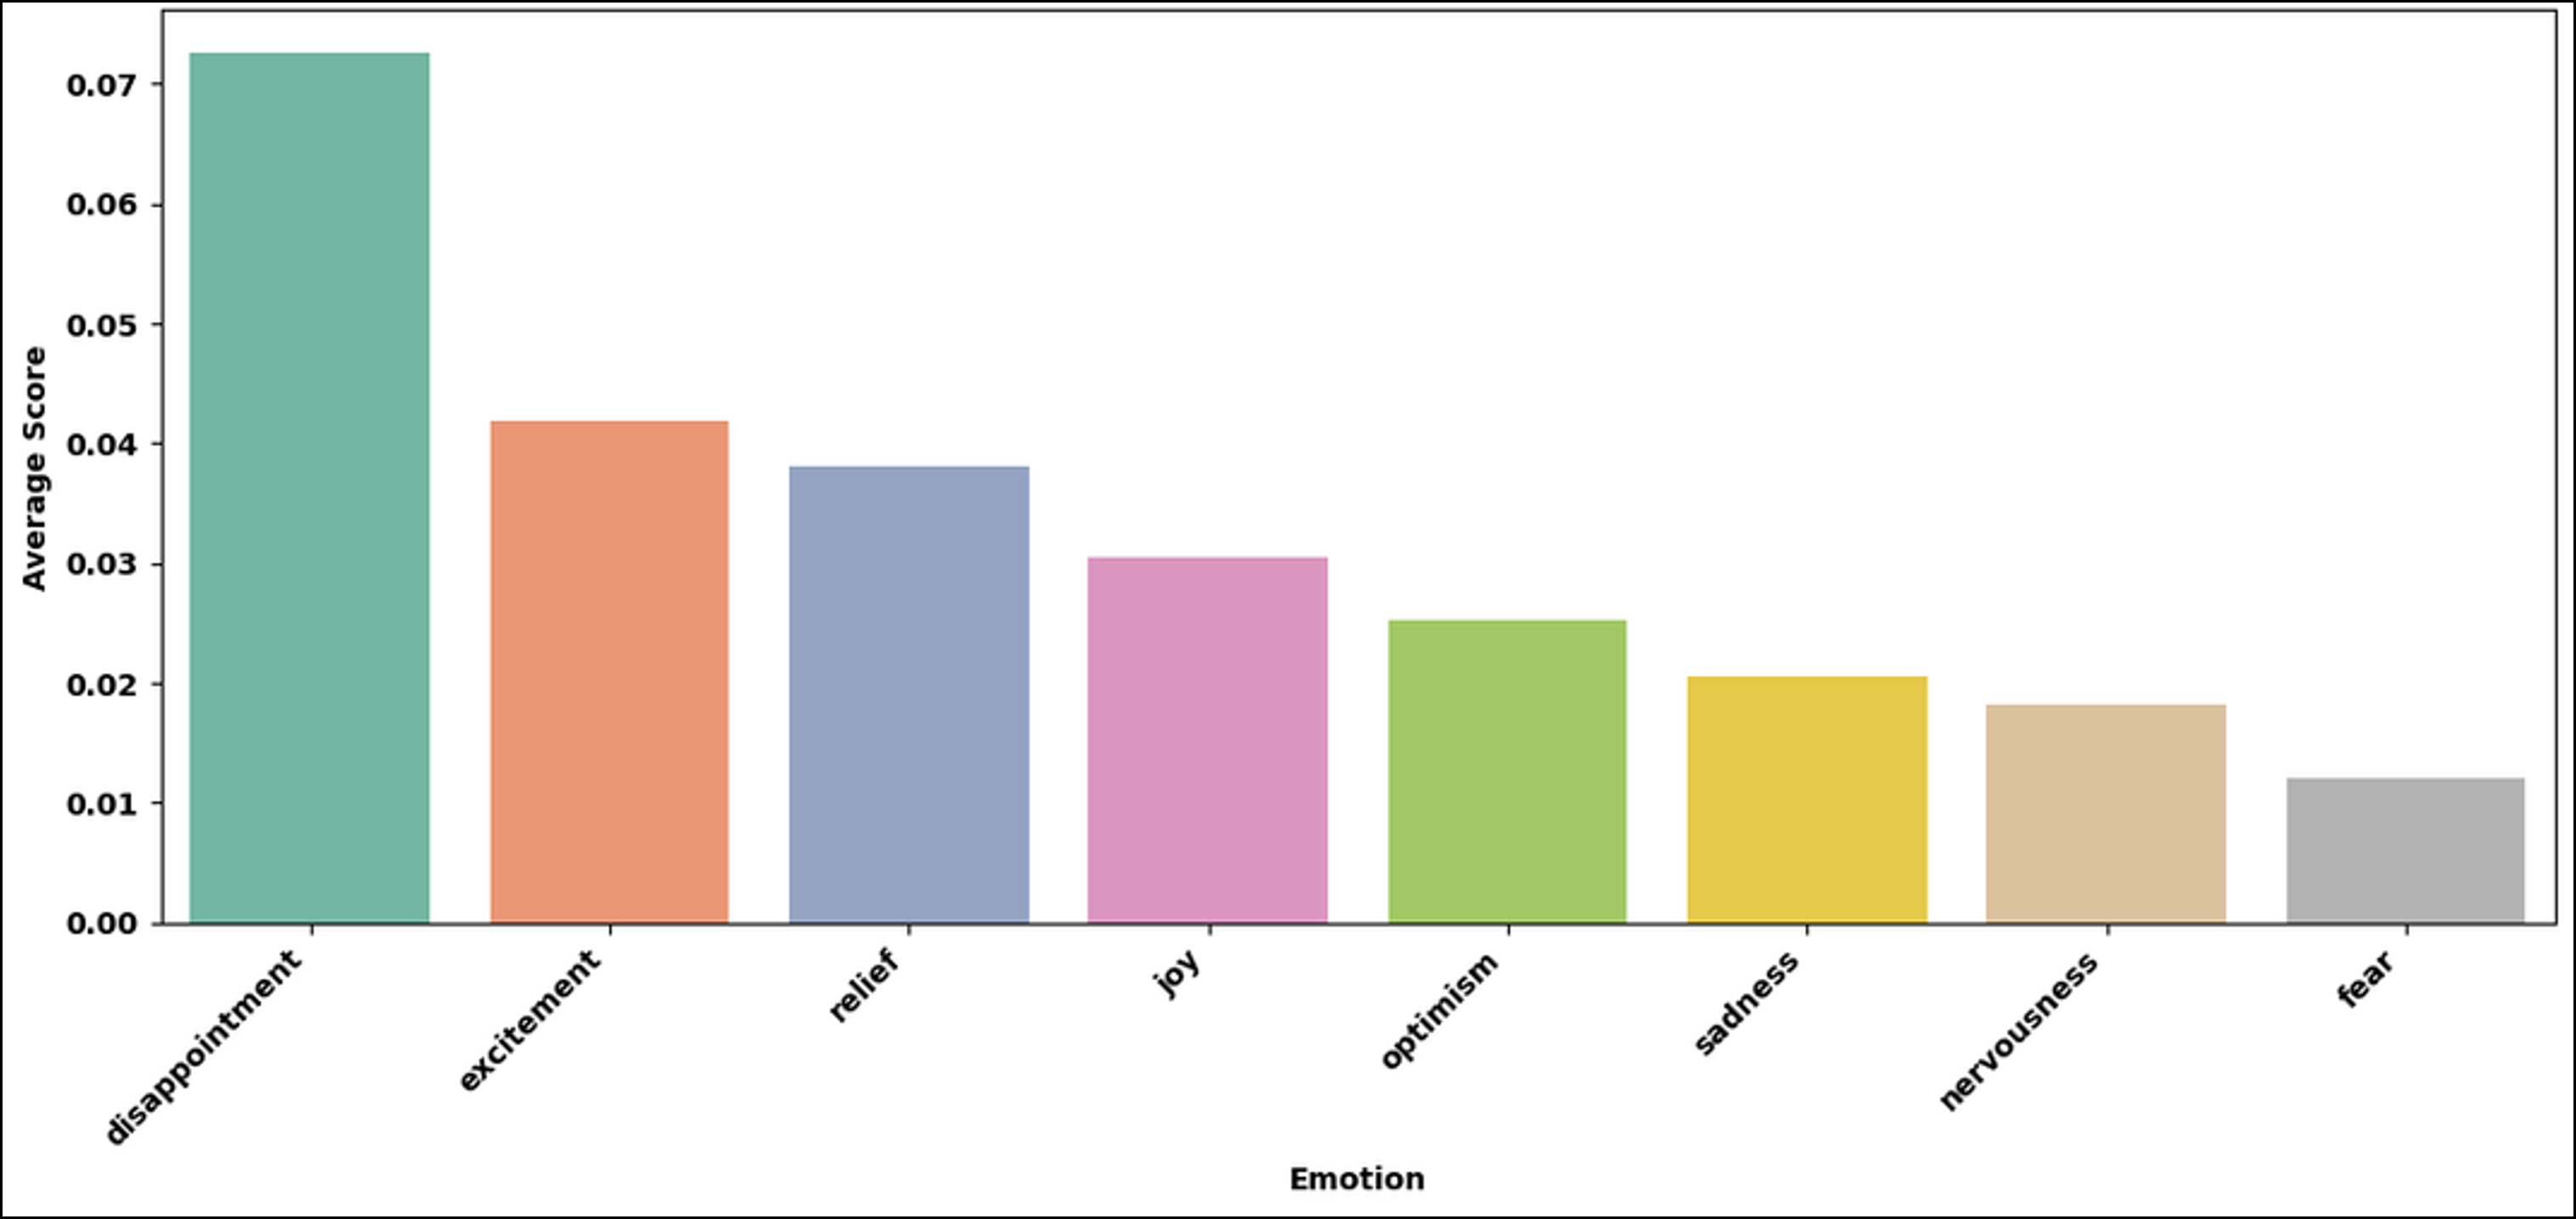 Average Score
0.07
0.06
0.05
0.04
0.03
0.02
0.01
0.00
disappointment
excitement
relief
joy
optimism
sadness
nervousness
fear
Emotion